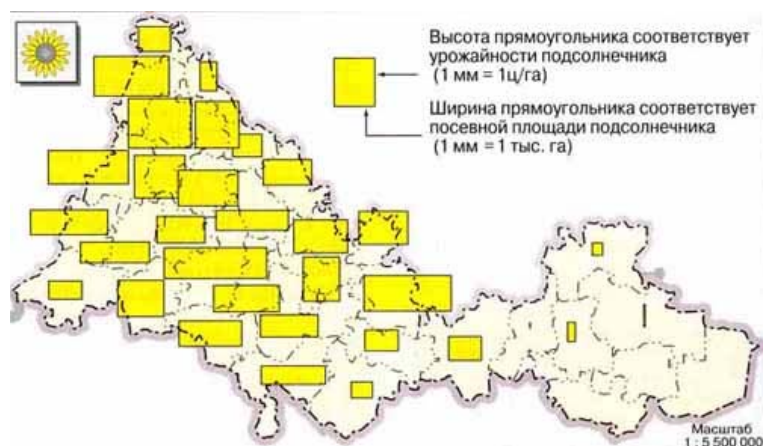 Высота прямоугольника соответствует
урожайности подсолнечника
(1 мм = 1ц/га)
Ширина прямоугольника соответствует
посевной площади подсолнечника
(1 мм = 1 тыс. га)
Масштаб
1 : 5 500 000